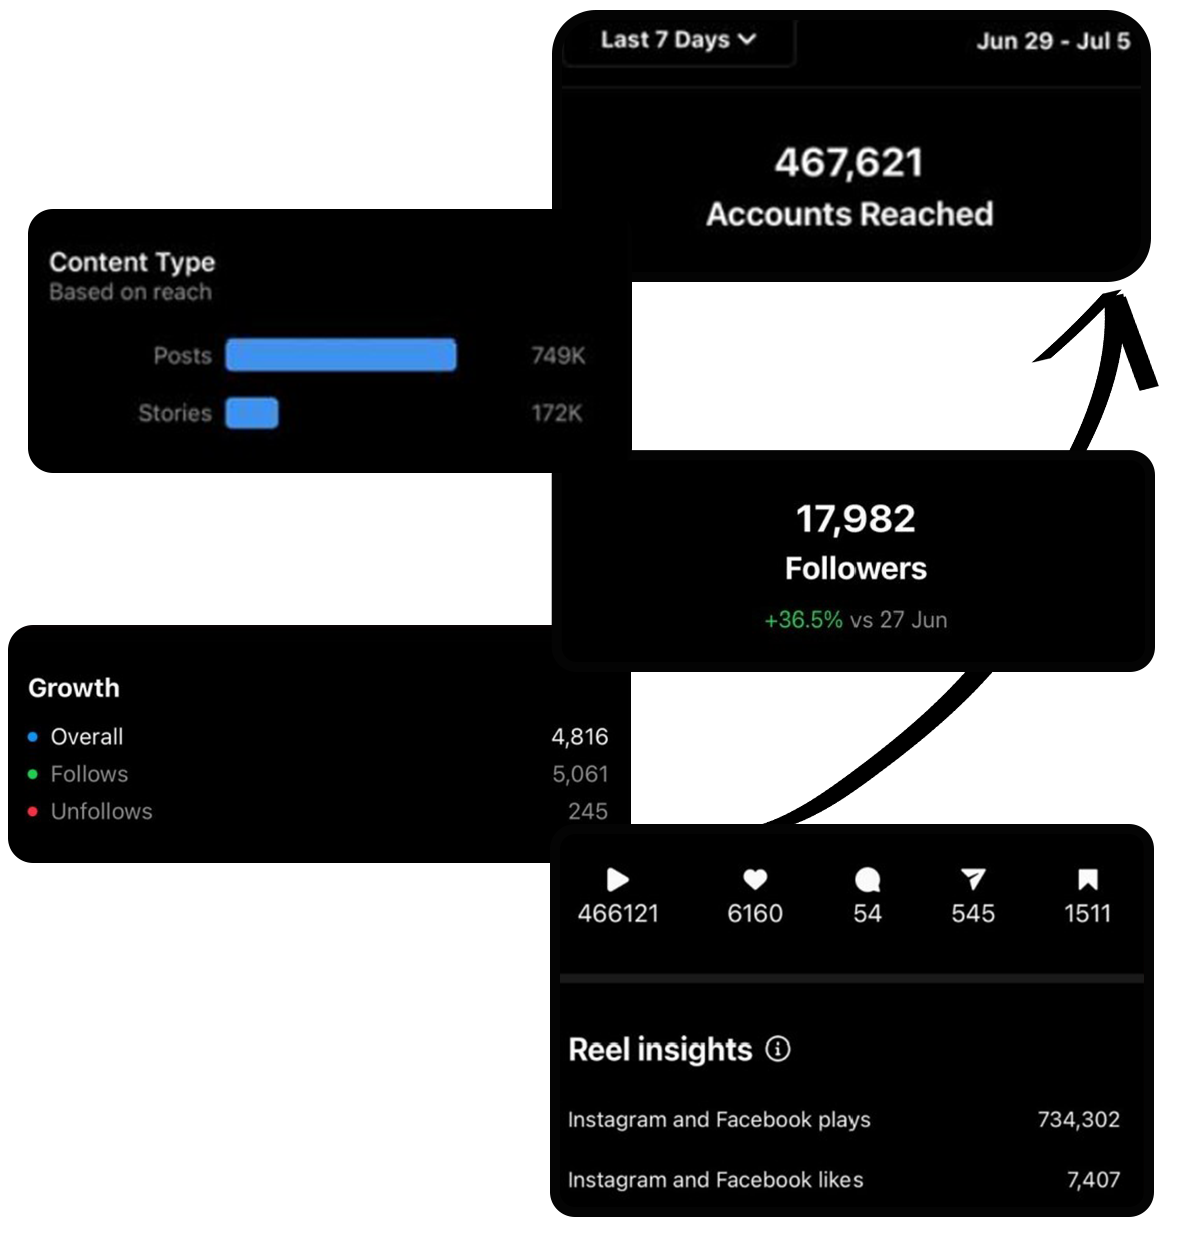 Last 7 Days
Jun 29 - Jul 5
467,621
Accounts Reached
Content Type
Based on reach
Posts 749K
Stories 172K
17,982
Followers
+36.5% vs 27 Jun
Growth
Overall 4,816
Follows 5,061
Unfollows 245
466121 6160 54 545 1511
Reel insights
Instagram and Facebook plays 734,302
Instagram and Facebook likes 7,407